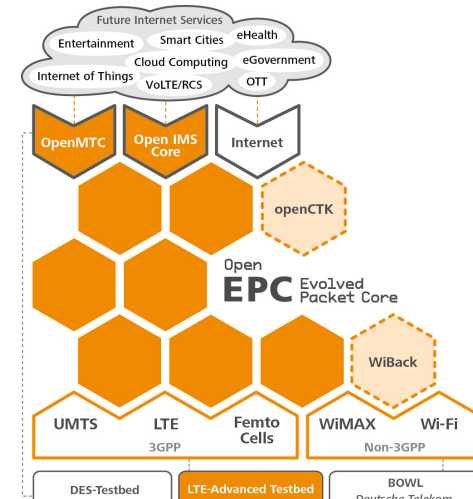 Future Internet Services
Entertainment
Smart Cities
eHealth
Cloud Computing
eGovernment
Internet of Things
VoLTE/RCS
OTT
OpenMTC
Open IMS
Core
Internet
openCTK
Open
EPC
Evolved
Packet Core
WiBack
UMTS
LTE
Femto
Cells
3GPP
WiMAX
Wi-Fi
Non-3GPP
DES-Testbed
LTE-Advanced Testbed
BOWL
Deutsche Telekom